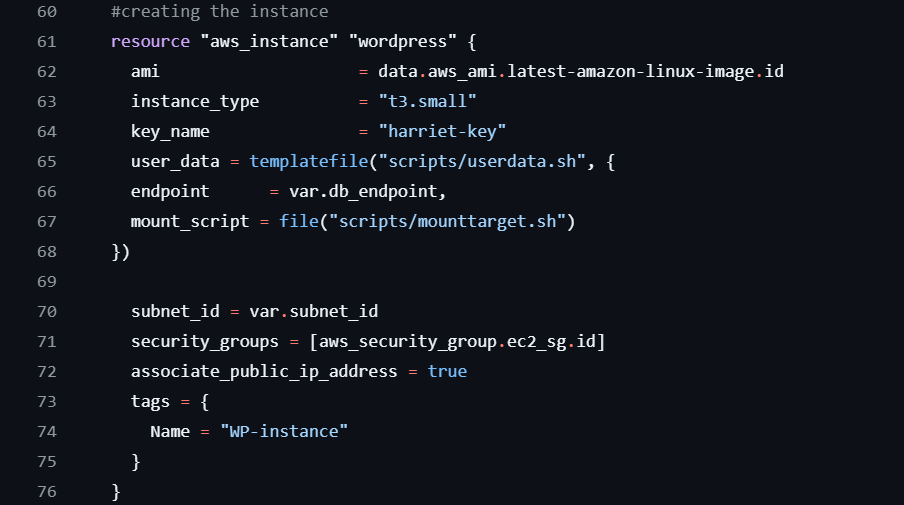 60 #creating the instance
61 resource "aws_instance" "wordpress" {
62 ami = data.aws_ami.latest-amazon-linux-image.id
63 instance_type = "t3.small"
64 key_name = "harriet-key"
65 user_data = templatefile("scripts/userdata.sh", {
66 endpoint = var.db_endpoint,
67 mount_script = file("scripts/mounttarget.sh")
68 })
69
70 subnet_id = var.subnet_id
71 security_groups = [aws_security_group.ec2_sg.id]
72 associate_public_ip_address = true
73 tags = {
74 Name = "WP-instance"
75 }
76 }